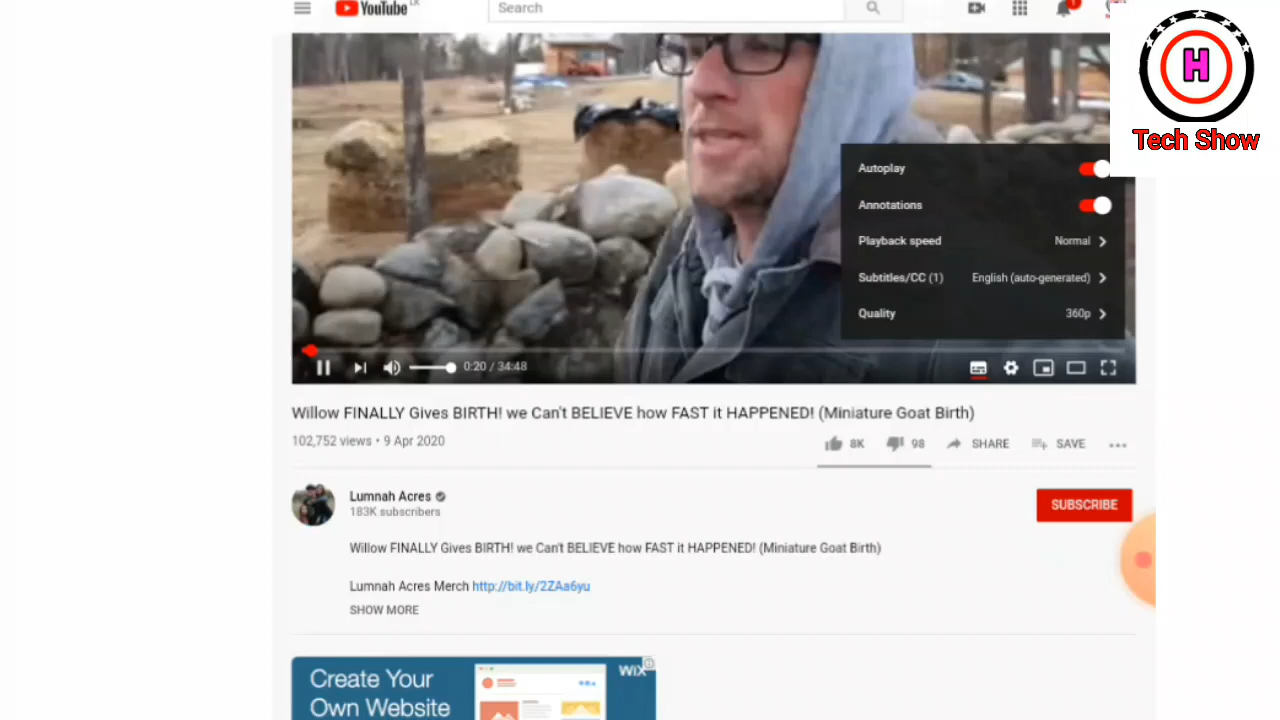 YouTube LK
Search
1
H
Tech Show
Autoplay
Annotations
Playback speed Normal
Subtitles/CC (1) English (auto-generated)
Quality 360p
0:20 / 34:48
Willow FINALLY Gives BIRTH! we Can't BELIEVE how FAST it HAPPENED! (Miniature Goat Birth)
102,752 views • 9 Apr 2020
8K 98 SHARE SAVE
Lumnah Acres
183K subscribers
SUBSCRIBE
Willow FINALLY Gives BIRTH! we Can't BELIEVE how FAST it HAPPENED! (Miniature Goat Birth)
Lumnah Acres Merch http://bit.ly/2ZAa6yu
SHOW MORE
Create Your
Own Website
WiX